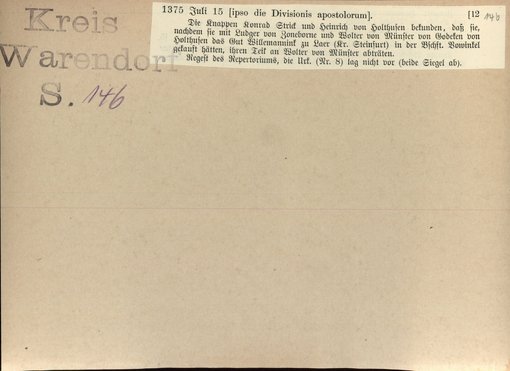 Kreis
Warendorf
S. 146
1375 Juli 15 [ipso die Divisionis apostolorum]. [12 146
Die Knappen Konrad Strick und Heinrich von Holthusen bekunden, daß sie,
nachdem sie mit Ludger von Zoneborne und Wolter von Münster von Godeken von
Holthusen das Gut Willemannink zu Laer (Kr. Steinfurt) in der Bschft. Vowinkel
gekauft hätten, ihren Teil an Wolter von Münster abträten.
Regest des Repertoriums, die Urk. (Nr. 8) lag nicht vor (beide Siegel ab).